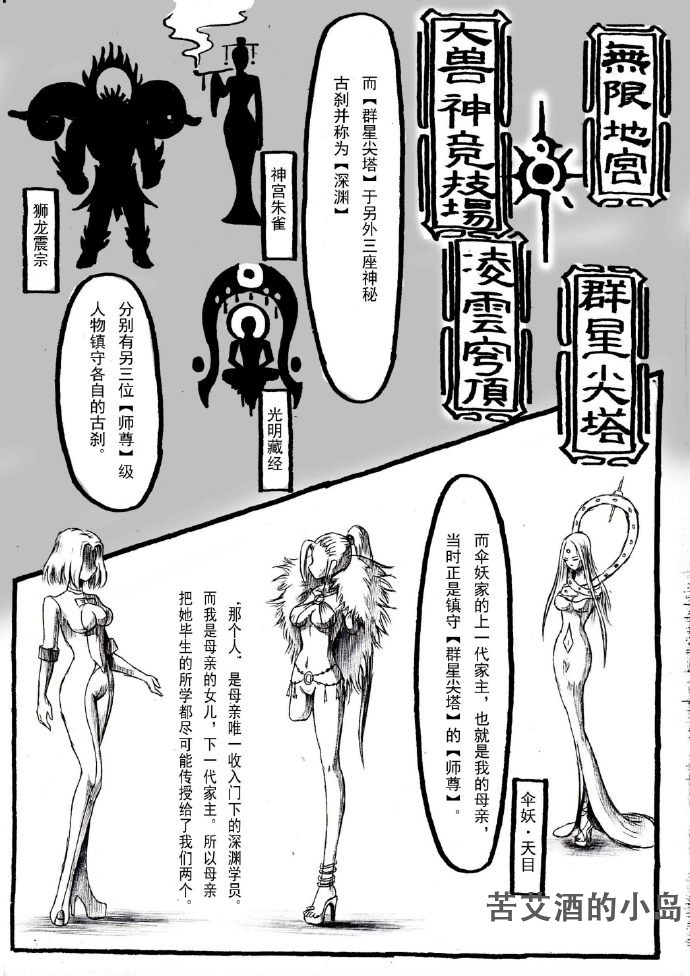 無限地宫
大兽神竞技場
凌雲穹頂
群星尖塔
而【群星尖塔】于另外三座神秘
古刹并称为【深渊】
神宫朱雀
狮龙震宗
光明藏经
分别有另三位【师尊】级
人物镇守各自的古刹。
而伞妖家的上一代家主，也就是我的母亲，
当时正是镇守【群星尖塔】的【师尊】。
伞妖·天目
“那个人”是母亲唯一收入门下的深渊学员。
而我是母亲的女儿，下一代家主。所以母亲
把她毕生的所学都尽可能传授给了我们两个。
苦艾酒的小岛